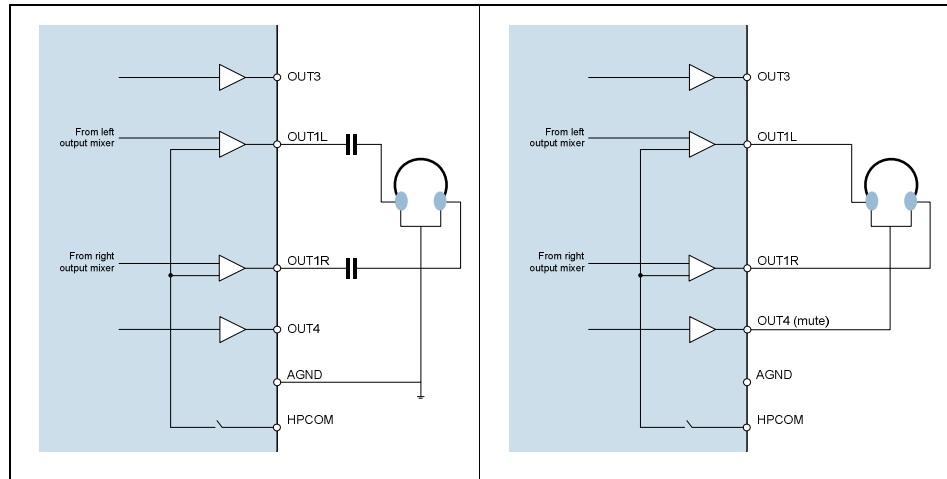 OUT3
From left
output mixer
OUT1L
From right
output mixer
OUT1R
OUT4
AGND
HPCOM
OUT3
From left
output mixer
OUT1L
From right
output mixer
OUT1R
OUT4 (mute)
AGND
HPCOM